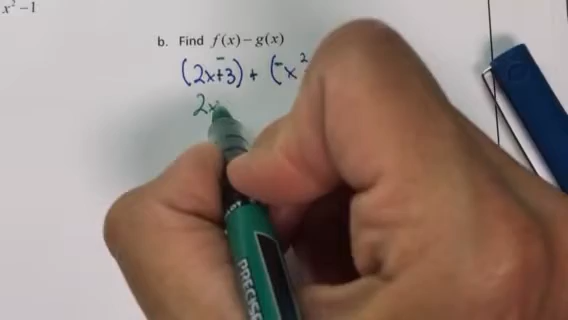 x² - 1
b. Find f(x) - g(x)
(2x+3) + (-x²
2x
PRECISE